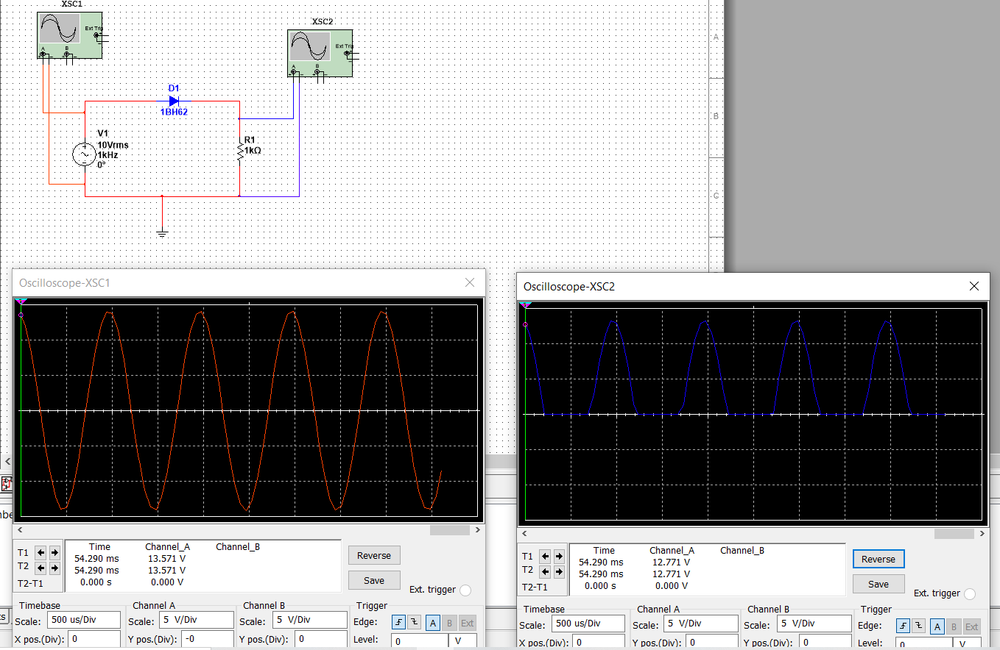 XSC1
Ext Trig
A
B
XSC2
Ext Trig
A
B
A
D1
1BH62
B
V1
10Vrms
1kHz
0°
R1
1kΩ
C
Oscilloscope-XSC1
Time Channel_A Channel_B
T1 54.290 ms 13.571 V
T2 54.290 ms 13.571 V
T2-T1 0.000 s 0.000 V
Reverse
Save
Ext. trigger
Timebase Channel A Channel B Trigger
Scale: 500 us/Div Scale: 5 V/Div Scale: 5 V/Div Edge: A B Ext
X pos.(Div): 0 Y pos.(Div): -0 Y pos.(Div): 0 Level: 0 V
Oscilloscope-XSC2
Time Channel_A Channel_B
T1 54.290 ms 12.771 V
T2 54.290 ms 12.771 V
T2-T1 0.000 s 0.000 V
Reverse
Save
Ext. trigger
Timebase Channel A Channel B Trigger
Scale: 500 us/Div Scale: 5 V/Div Scale: 5 V/Div Edge: A B Ext
X pos.(Div): 0 Y pos.(Div): 0 Y pos.(Div): 0 Level: 0 V